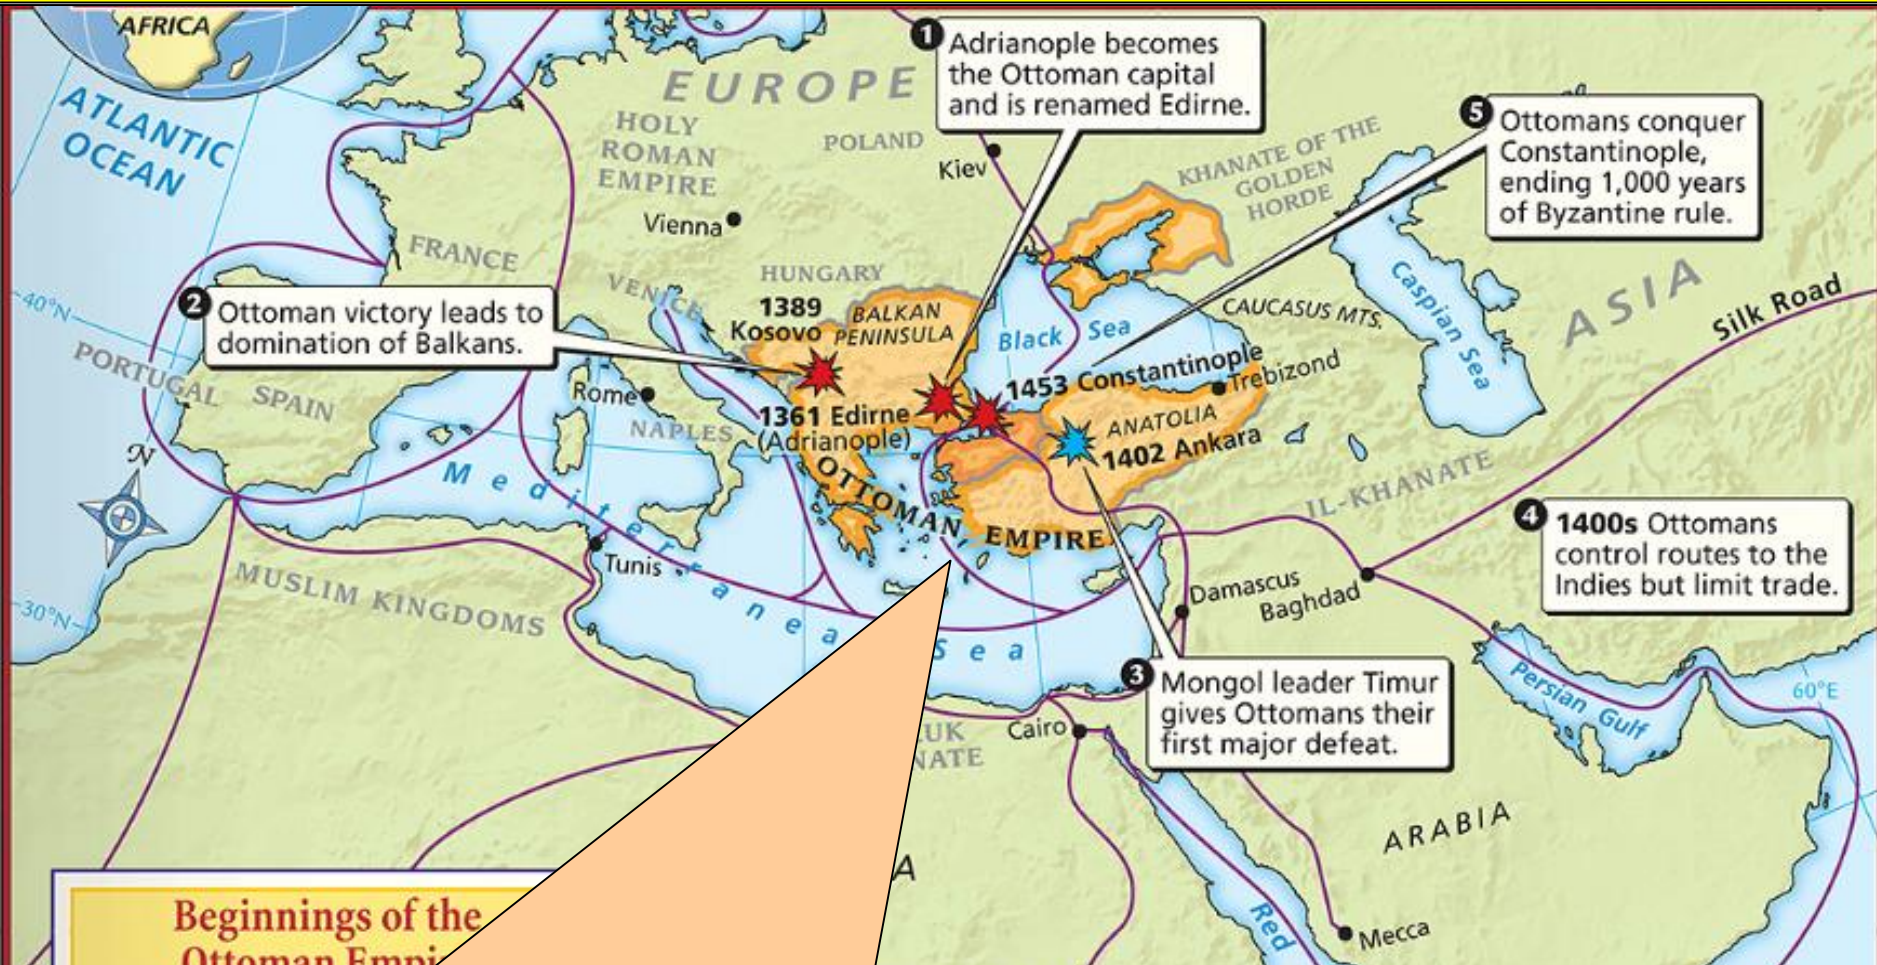 AFRICA
ATLANTIC
OCEAN
EUROPE
1 Adrianople becomes
the Ottoman capital
and is renamed Edirne.
5 Ottomans conquer
Constantinople,
ending 1,000 years
of Byzantine rule.
HOLY
ROMAN
EMPIRE
POLAND
Kiev
KHANATE OF THE
GOLDEN
HORDE
Vienna
FRANCE
VENICE
HUNGARY
40°N
2 Ottoman victory leads to
domination of Balkans.
1389
Kosovo
BALKAN
PENINSULA
Black Sea
CAUCASUS MTS.
Caspian Sea
ASIA
Silk Road
PORTUGAL
SPAIN
Rome
NAPLES
1361 Edirne
(Adrianople)
1453 Constantinople
Trebizond
ANATOLIA
1402 Ankara
N
Mediterranea Sea
OTTOMAN EMPIRE
IL-KHANATE
4 1400s Ottomans
control routes to the
Indies but limit trade.
Tunis
MUSLIM KINGDOMS
30°N
Damascus
Baghdad
3 Mongol leader Timur
gives Ottomans their
first major defeat.
Persian Gulf
60°E
Cairo
UK
NATE
ARABIA
A
Red
Mecca
Beginnings of the
Ottoman Empi